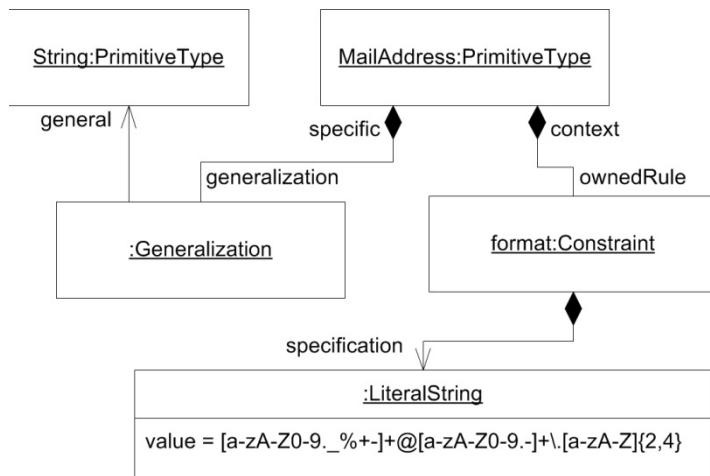 String:PrimitiveType
MailAddress:PrimitiveType
general
specific
context
generalization
ownedRule
:Generalization
format:Constraint
specification
:LiteralString
value = [a-zA-Z0-9._%+-]+@[a-zA-Z0-9.-]+\.[a-zA-Z]{2,4}